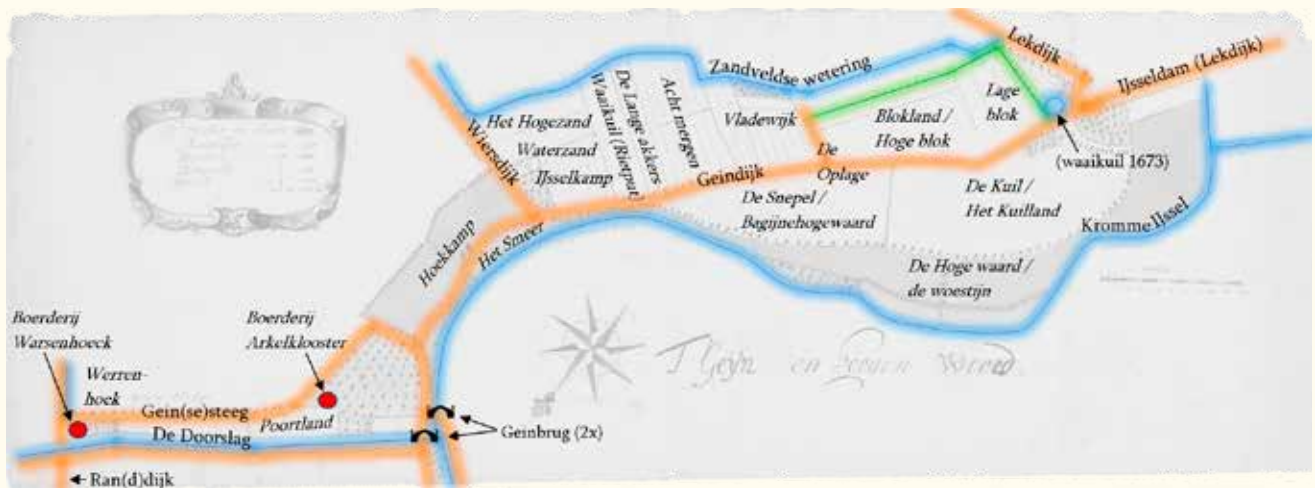 Lekdijk
IJsseldam (Lekdijk)
Zandveldse wetering
Lage
blok
Blokland /
Hoge blok
(waaikuil 1673)
Vladewijk
Acht mergen
De Lange akkers
Waaikuil (Rietput)
Het Hogezand
Waterzand
IJsselkamp
Wiersdijk
Geindijk
De
Oplage
De Snepel /
Bagijnehogewaard
De Kuil /
Het Kuilland
Kromme IJssel
De Hoge waard /
de woestijn
Hoekkamp
Het Smeer
Boerderij
Warsenhoeck
Boerderij
Arkelklooster
Werren-
hoek
Gein(se)steeg
Poortland
De Doorslag
Geinbrug (2x)
Ran(d)dijk